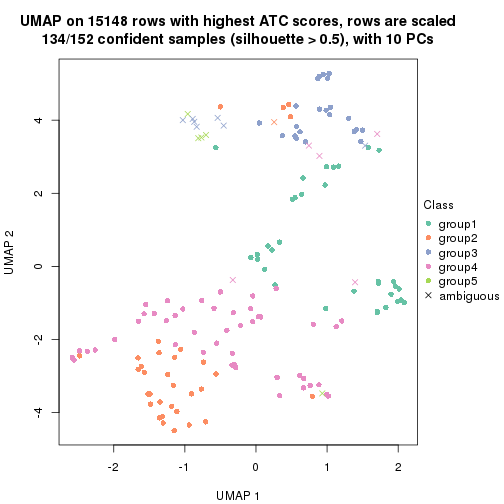 UMAP on 15148 rows with highest ATC scores, rows are scaled
134/152 confident samples (silhouette > 0.5), with 10 PCs
4
2
0
-2
-4
UMAP 2
-2
-1
0
1
2
UMAP 1
Class
group1
group2
group3
group4
group5
ambiguous